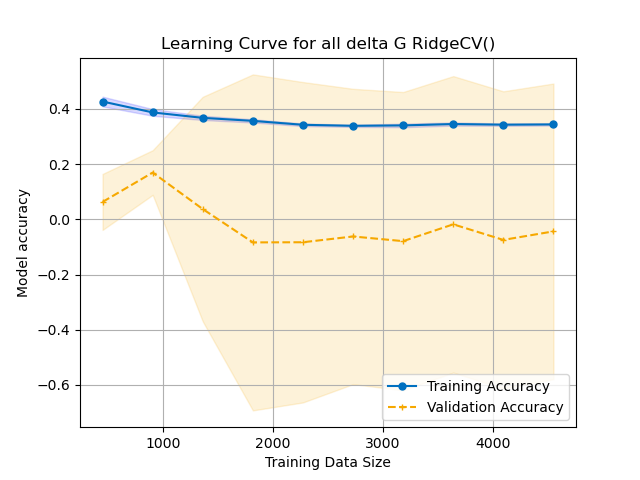 Learning Curve for all delta G RidgeCV()
Model accuracy
0.4
0.2
0.0
−0.2
−0.4
−0.6
1000
2000
3000
4000
Training Data Size
Training Accuracy
Validation Accuracy